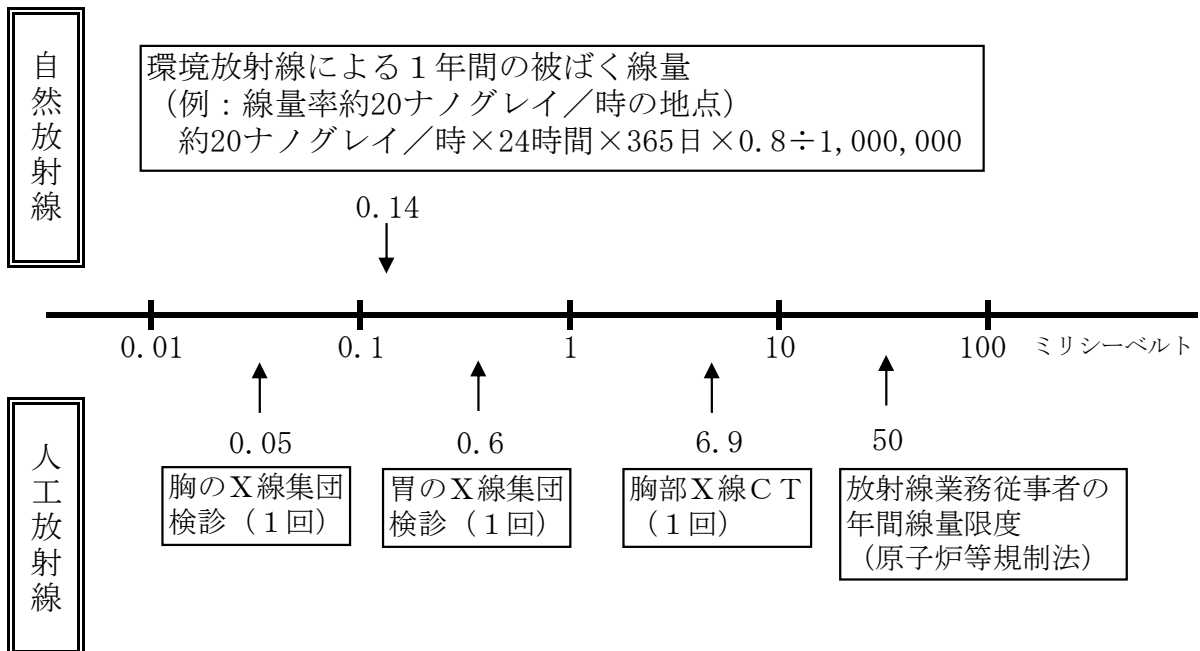 自然放射線
環境放射線による１年間の被ばく線量
（例：線量率約20ナノグレイ／時の地点）
約20ナノグレイ／時×24時間×365日×0.8÷1,000,000
0.14
0.01
0.1
1
10
100
ミリシーベルト
人工放射線
0.05
胸のＸ線集団
検診（１回）
0.6
胃のＸ線集団
検診（１回）
6.9
胸部Ｘ線ＣＴ
（１回）
50
放射線業務従事者の
年間線量限度
（原子炉等規制法）